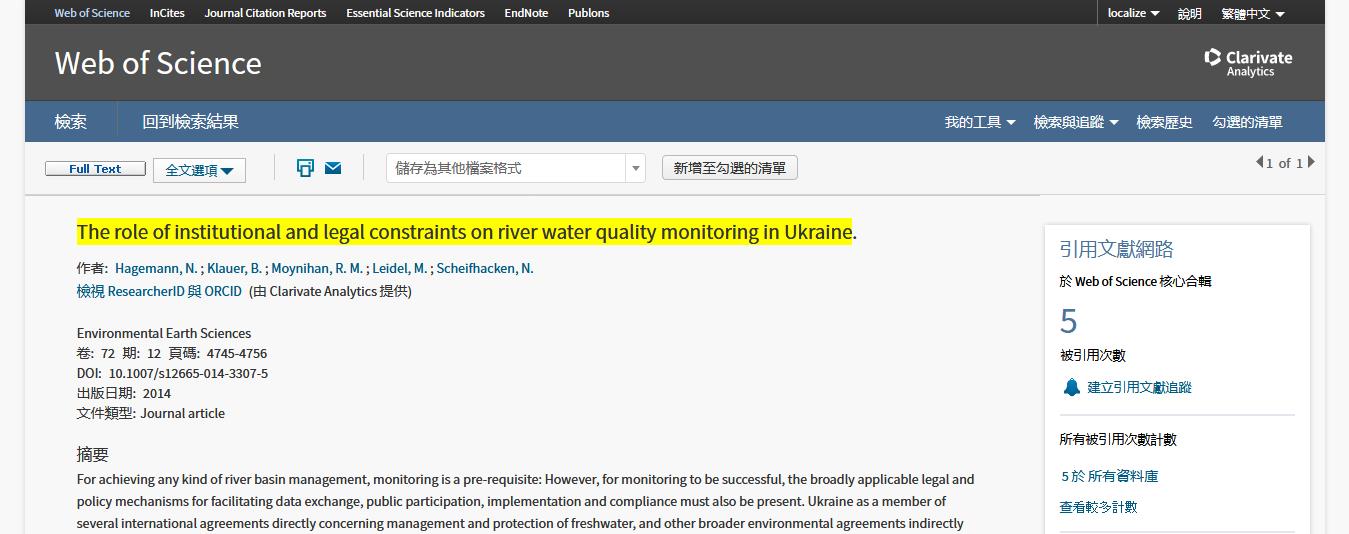 Web of Science InCites Journal Citation Reports Essential Science Indicators EndNote Publons localize 說明 繁體中文
Web of Science
Clarivate
Analytics
檢索 回到檢索結果 我的工具 檢索與追蹤 檢索歷史 勾選的清單
Full Text 全文選項 儲存為其他檔案格式 新增至勾選的清單 1 of 1
The role of institutional and legal constraints on river water quality monitoring in Ukraine.
作者: Hagemann, N. ; Klauer, B. ; Moynihan, R. M. ; Leidel, M. ; Scheifhacken, N.
檢視 ResearcherID 與 ORCID (由 Clarivate Analytics 提供)
Environmental Earth Sciences
卷: 72 期: 12 頁碼: 4745-4756
DOI: 10.1007/s12665-014-3307-5
出版日期: 2014
文件類型: Journal article
摘要
For achieving any kind of river basin management, monitoring is a pre-requisite: However, for monitoring to be successful, the broadly applicable legal and
policy mechanisms for facilitating data exchange, public participation, implementation and compliance must also be present. Ukraine as a member of
several international agreements directly concerning management and protection of freshwater, and other broader environmental agreements indirectly
引用文獻網路
於 Web of Science 核心合輯
5
被引用次數
建立引用文獻追蹤
所有被引用次數計數
5 於 所有資料庫
查看較多計數